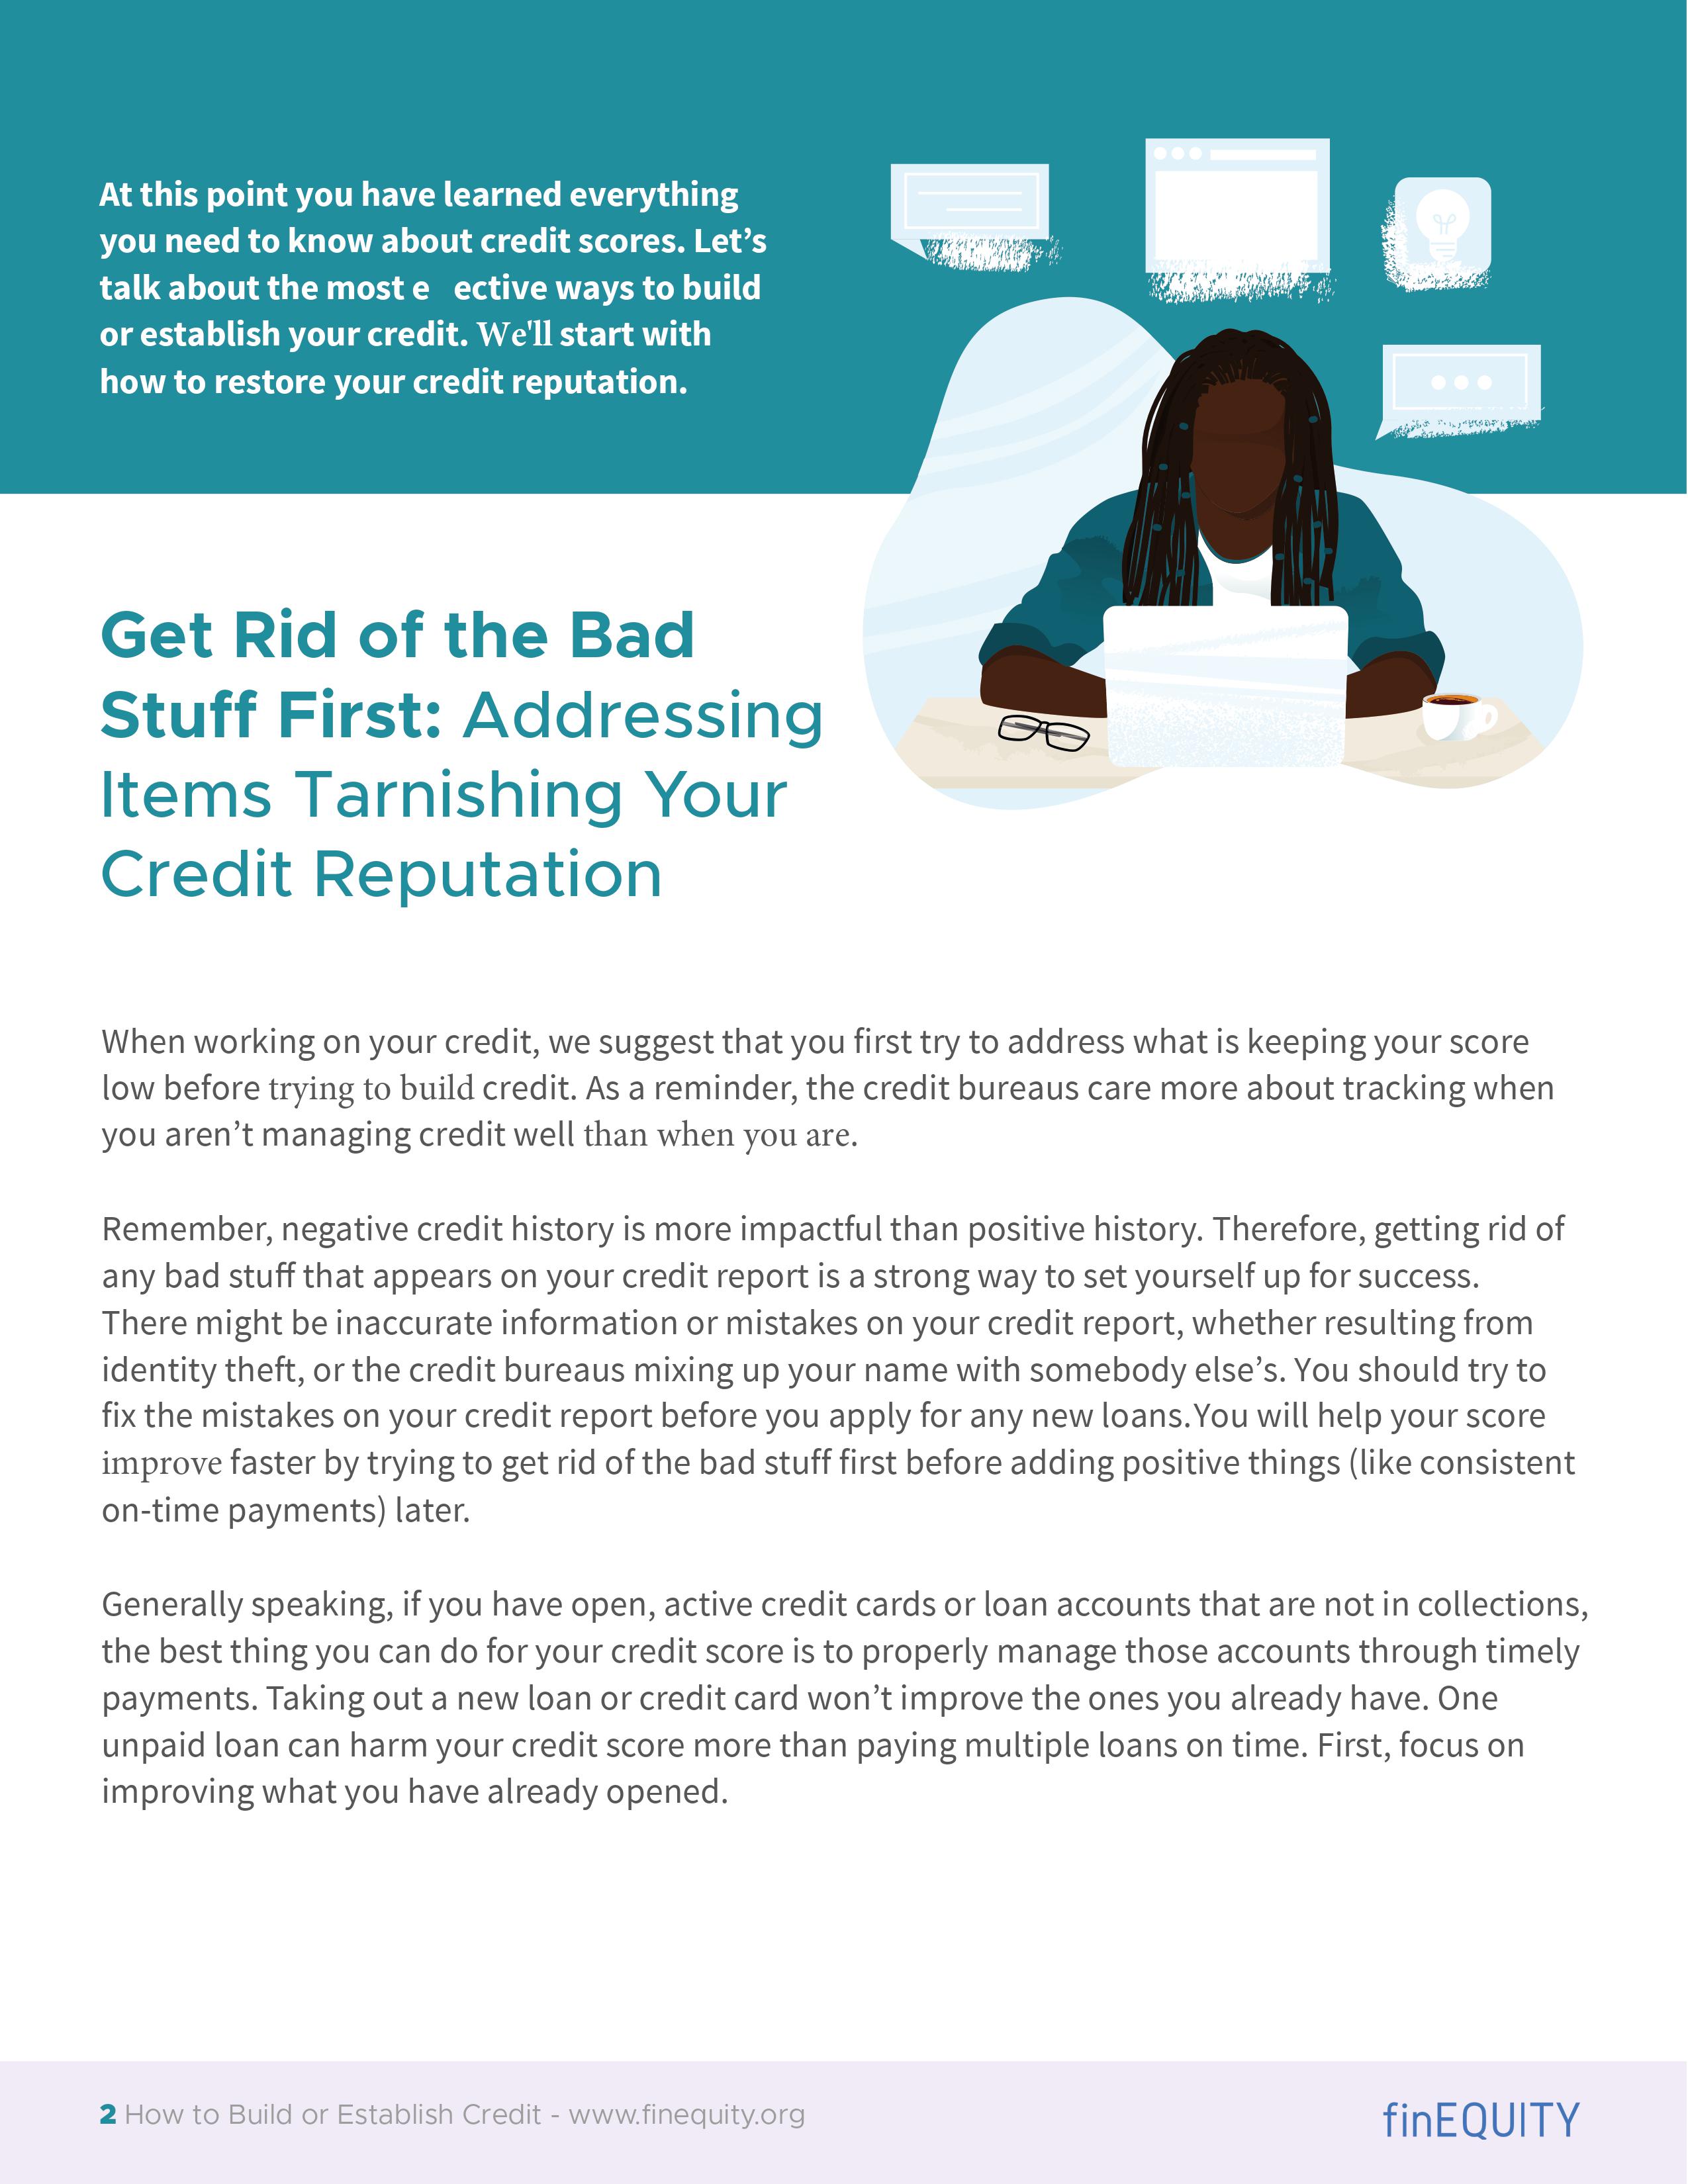 At this point you have learned everything
you need to know about credit scores. Let’s
talk about the most e   ective ways to build
or establish your credit. We'll start with
how to restore your credit reputation.
Get Rid of the Bad
Stuff First: Addressing
Items Tarnishing Your
Credit Reputation
When working on your credit, we suggest that you first try to address what is keeping your score
low before trying to build credit. As a reminder, the credit bureaus care more about tracking when
you aren’t managing credit well than when you are.
Remember, negative credit history is more impactful than positive history. Therefore, getting rid of
any bad stuff that appears on your credit report is a strong way to set yourself up for success.
There might be inaccurate information or mistakes on your credit report, whether resulting from
identity theft, or the credit bureaus mixing up your name with somebody else’s. You should try to
fix the mistakes on your credit report before you apply for any new loans.You will help your score
improve faster by trying to get rid of the bad stuff first before adding positive things (like consistent
on-time payments) later.
Generally speaking, if you have open, active credit cards or loan accounts that are not in collections,
the best thing you can do for your credit score is to properly manage those accounts through timely
payments. Taking out a new loan or credit card won’t improve the ones you already have. One
unpaid loan can harm your credit score more than paying multiple loans on time. First, focus on
improving what you have already opened.
2 How to Build or Establish Credit - www.finequity.org
finEQUITY